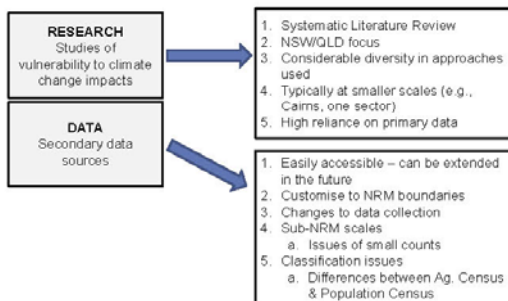 RESEARCH
Studies of
vulnerability to climate
change impacts
DATA
Secondary data
sources
1. Systematic Literature Review
2. NSW/QLD focus
3. Considerable diversity in approaches
used
4. Typically at smaller scales (e.g.,
Cairns, one sector)
5. High reliance on primary data
1. Easily accessible – can be extended
in the future
2. Customise to NRM boundaries
3. Changes to data collection
4. Sub-NRM scales
a. Issues of small counts
5. Classification issues
a. Differences between Ag. Census
& Population Census